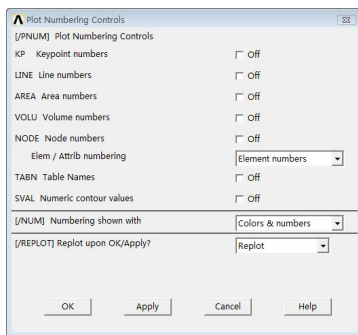 Plot Numbering Controls
[/PNUM] Plot Numbering Controls
KP Keypoint numbers Off
LINE Line numbers Off
AREA Area numbers Off
VOLU Volume numbers Off
NODE Node numbers Off
Elem / Attrib numbering Element numbers
TABN Table Names Off
SVAL Numeric contour values Off
[/NUM] Numbering shown with Colors & numbers
[/REPLOT] Replot upon OK/Apply? Replot
OK Apply Cancel Help